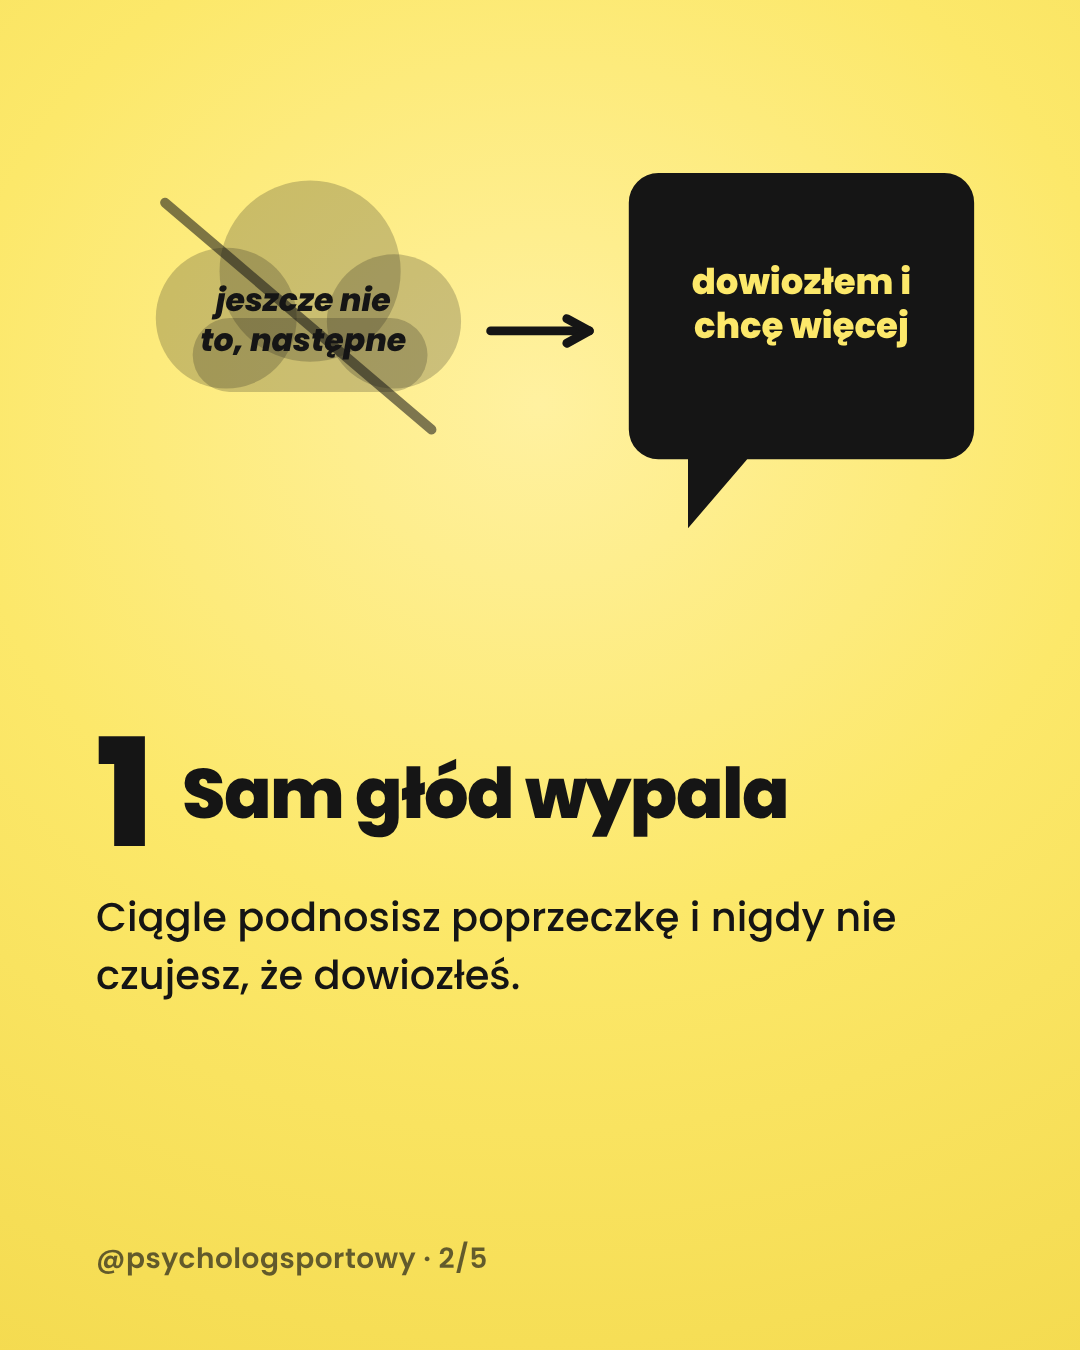 jeszcze nie
to, następne
dowiozłem i
chcę więcej
1 Sam głód wypala
Ciągle podnosisz poprzeczkę i nigdy nie
czujesz, że dowiozłeś.
@psychologsportowy · 2/5